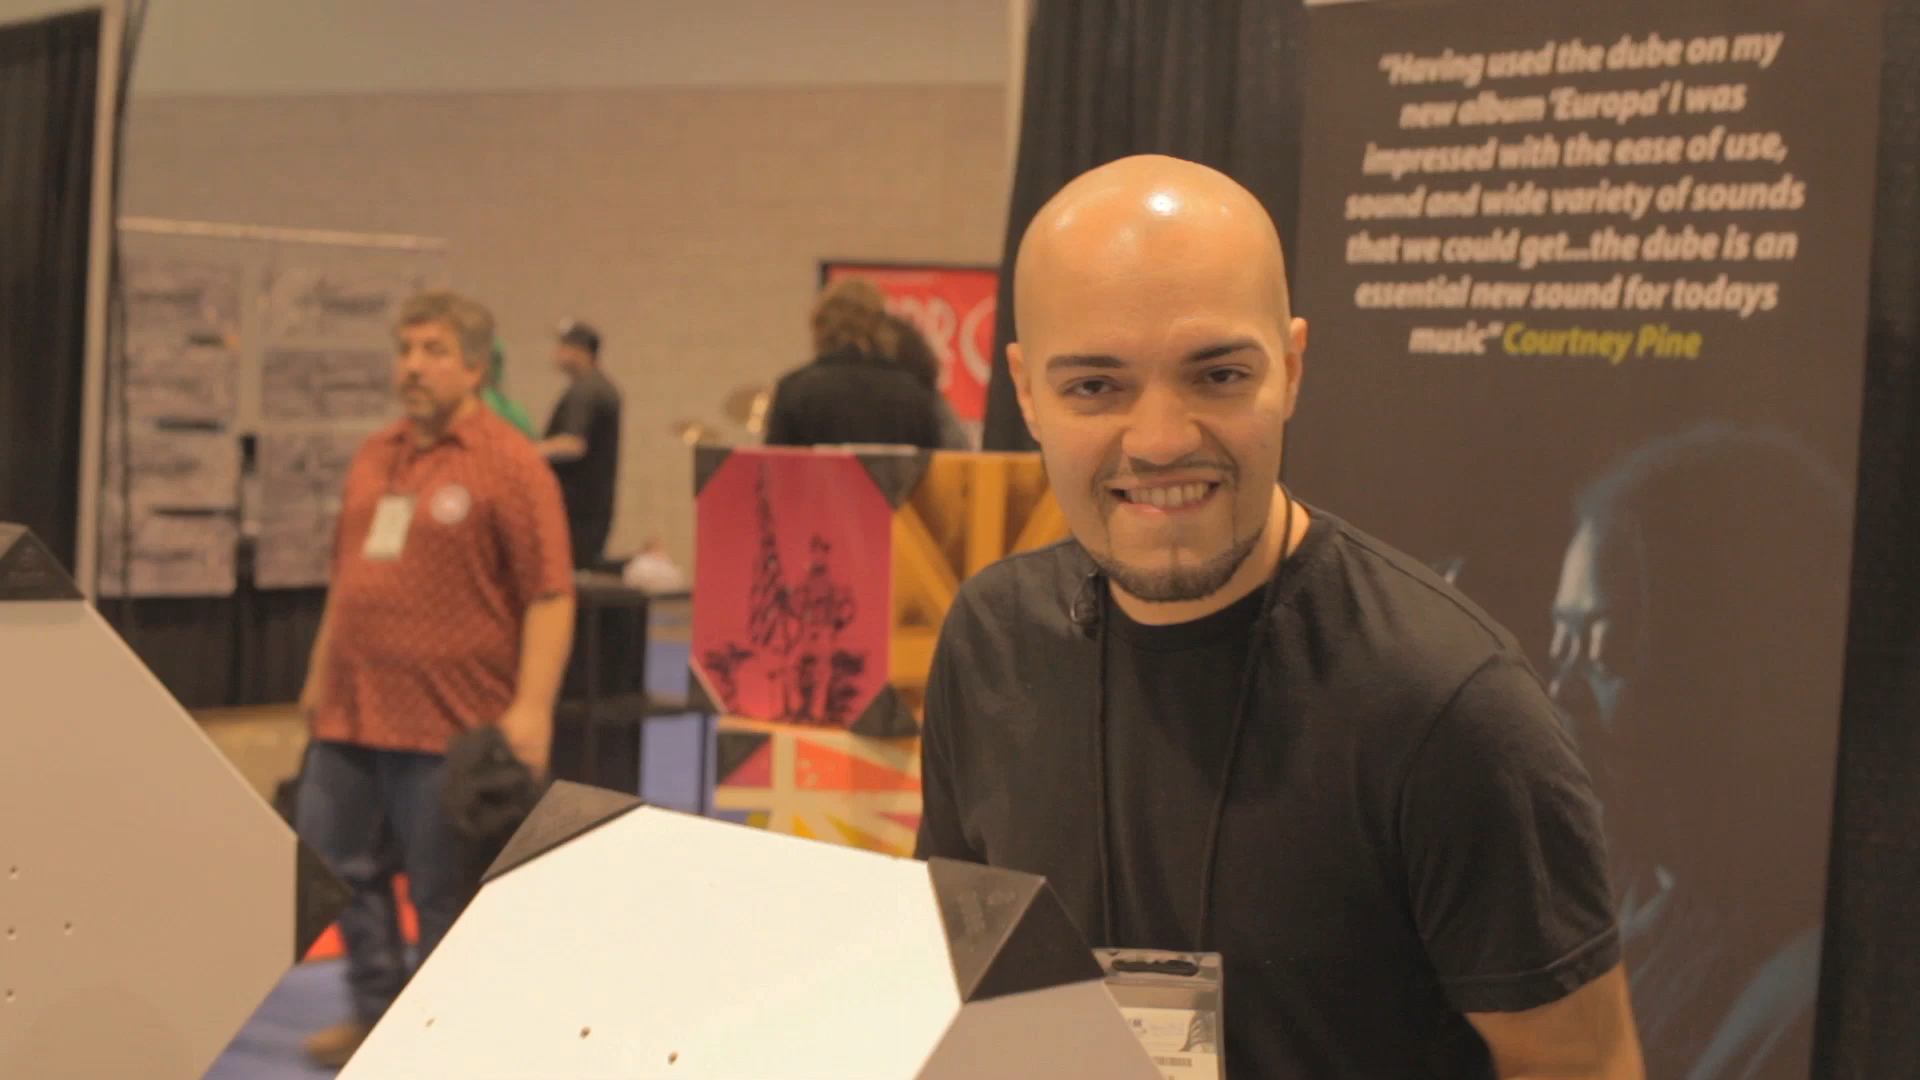 "Having used the dube on my
new album 'Europa' I was
impressed with the ease of use,
sound and wide variety of sounds
that we could get...the dube is an
essential new sound for todays
music" Courtney Pine